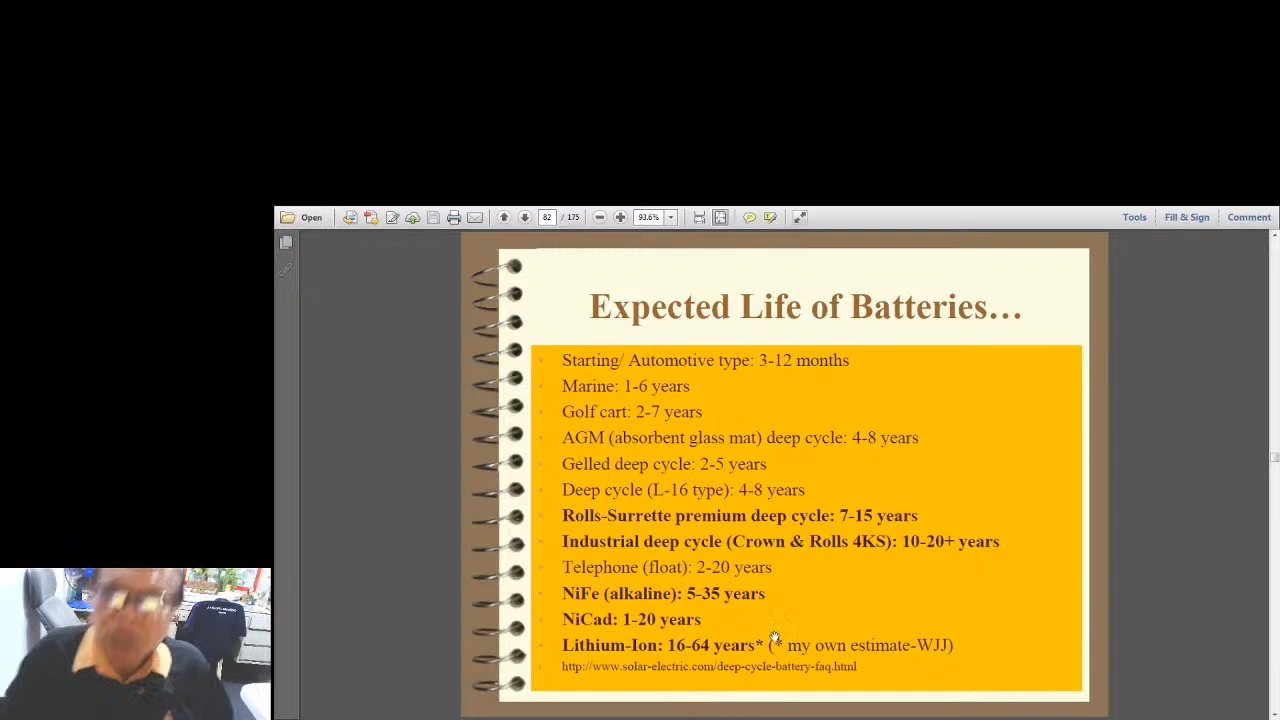 Open
82 / 175
93.6%
Tools
Fill & Sign
Comment
Expected Life of Batteries…
Starting/ Automotive type: 3-12 months
Marine: 1-6 years
Golf cart: 2-7 years
AGM (absorbent glass mat) deep cycle: 4-8 years
Gelled deep cycle: 2-5 years
Deep cycle (L-16 type): 4-8 years
Rolls-Surrette premium deep cycle: 7-15 years
Industrial deep cycle (Crown & Rolls 4KS): 10-20+ years
Telephone (float): 2-20 years
NiFe (alkaline): 5-35 years
NiCad: 1-20 years
Lithium-Ion: 16-64 years* (* my own estimate-WJJ)
http://www.solar-electric.com/deep-cycle-battery-faq.html